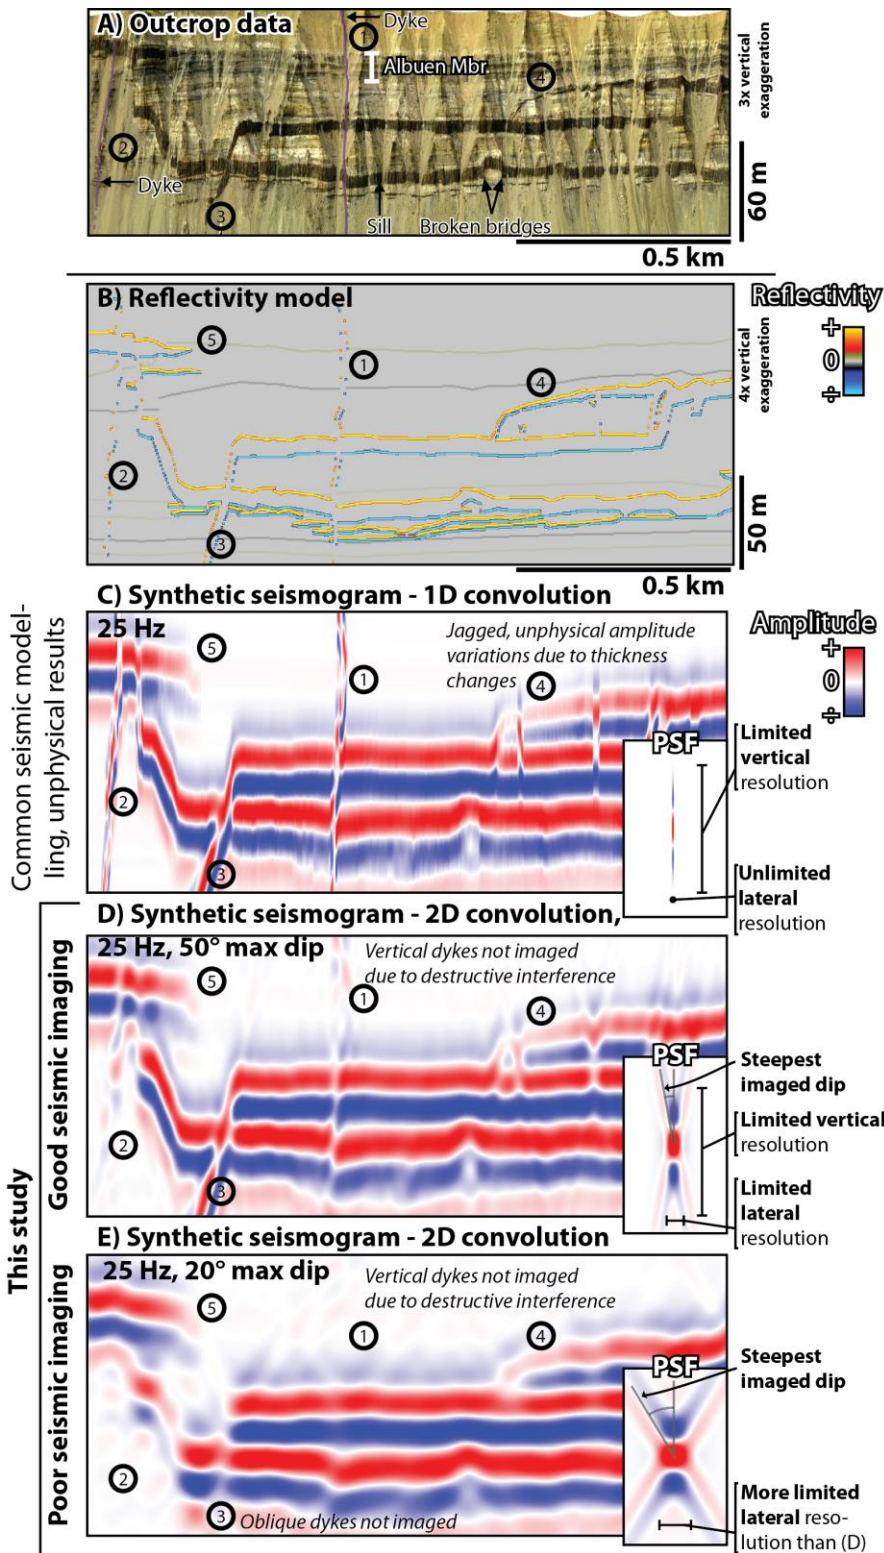 A) Outcrop data
Dyke
1
Albuen Mbr.
4
2
Dyke
3
Sill
Broken bridges
3x vertical
exaggeration
60 m
0.5 km
B) Reflectivity model
5
1
4
2
3
4x vertical
exaggeration
50 m
0.5 km
Reflectivity
+
0
÷
Common seismic model-
ling, unphysical results
C) Synthetic seismogram - 1D convolution
25 Hz
Jagged, unphysical amplitude
variations due to thickness
changes
5
1
4
2
3
Amplitude
+
0
÷
PSF
Limited
vertical
resolution
Unlimited
lateral
resolution
This study
Good seismic imaging
D) Synthetic seismogram - 2D convolution,
25 Hz, 50° max dip
Vertical dykes not imaged
due to destructive interference
5
1
4
2
3
PSF
Steepest
imaged dip
Limited vertical
resolution
Limited
lateral
resolution
Poor seismic imaging
E) Synthetic seismogram - 2D convolution
25 Hz, 20° max dip
Vertical dykes not imaged
due to destructive interference
5
1
4
2
3
Oblique dykes not imaged
PSF
Steepest
imaged dip
More limited
lateral reso-
lution than (D)